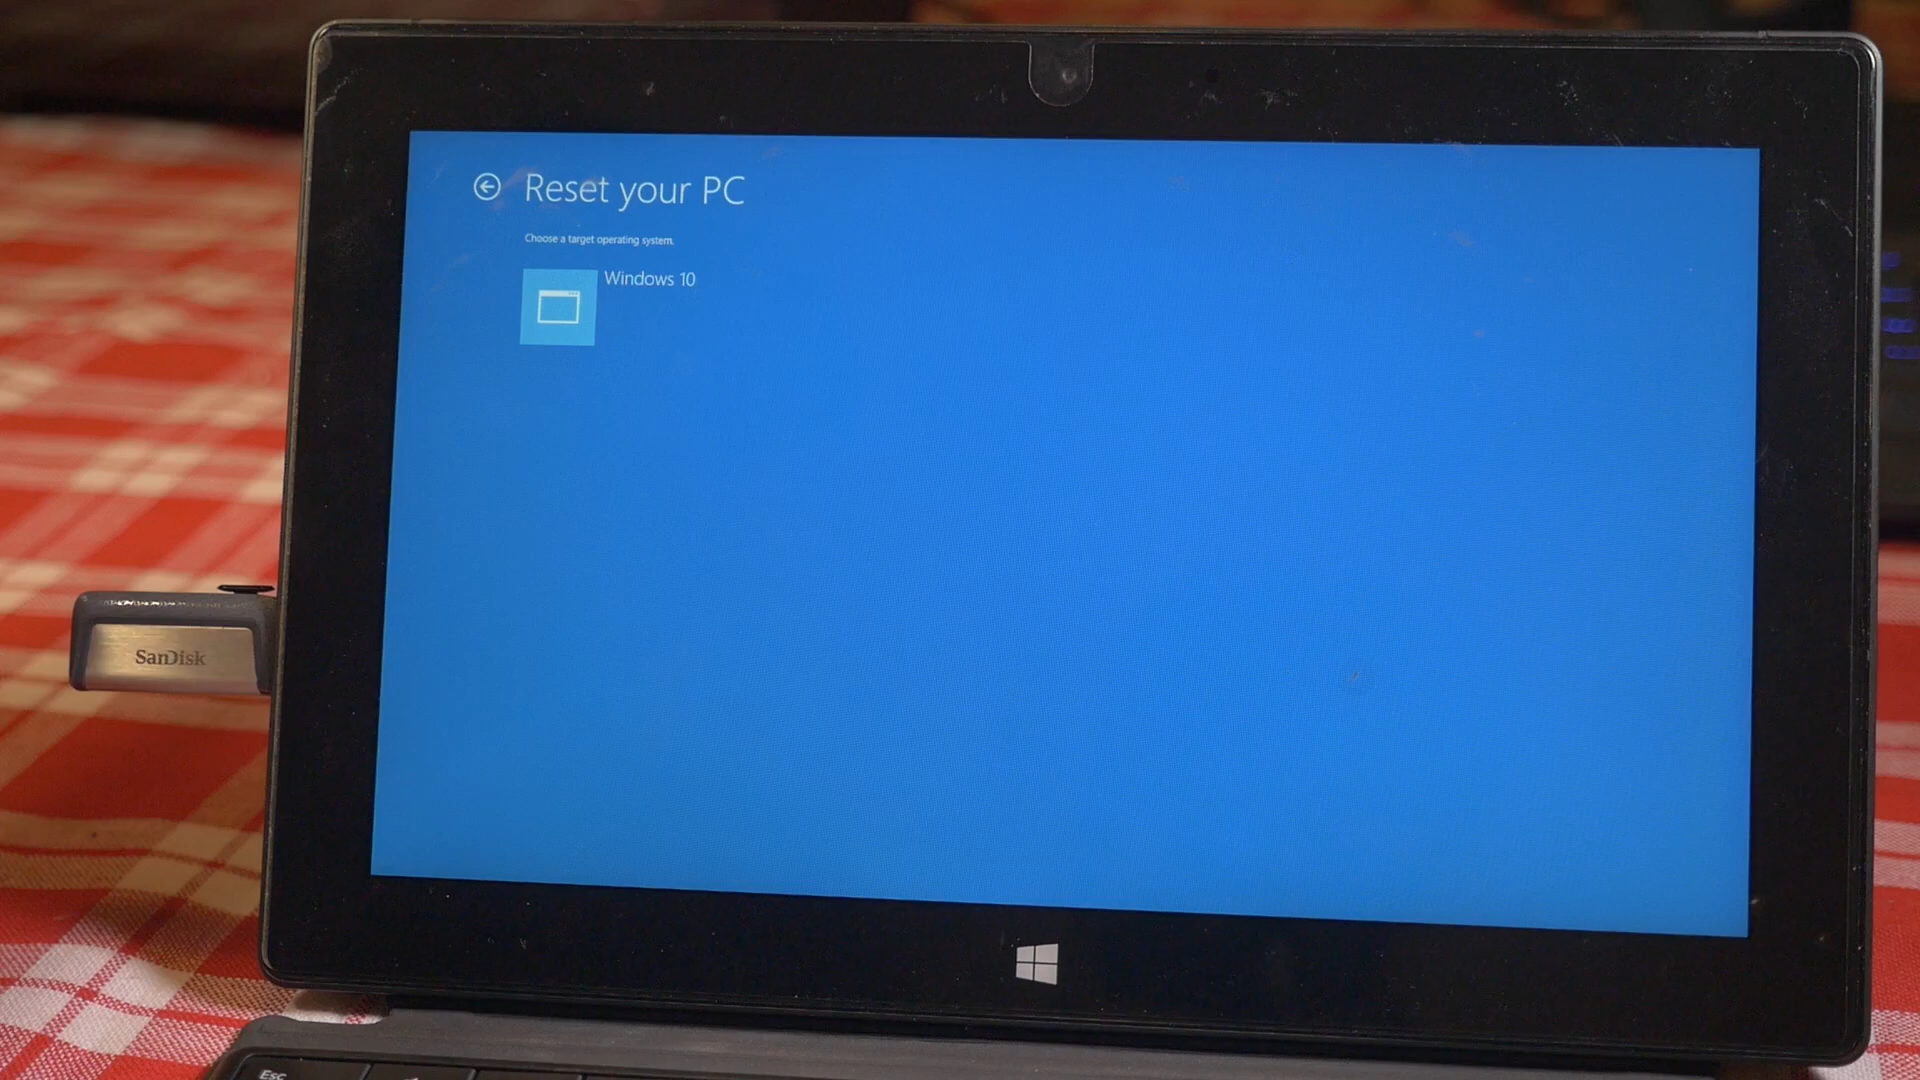 Reset your PC
Choose a target operating system.
Windows 10
SanDisk
Esc